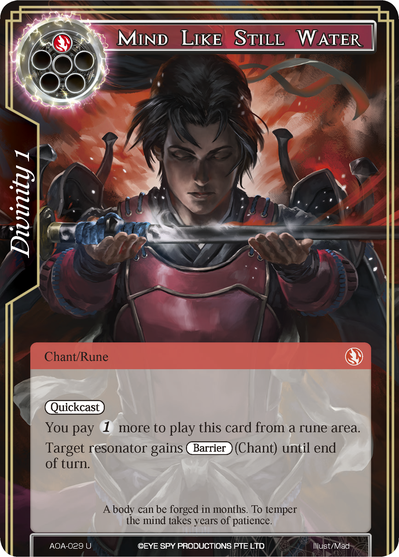 Mind Like Still Water
Divinity 1
Chant/Rune
Quickcast
You pay 1 more to play this card from a rune area.
Target resonator gains Barrier (Chant) until end
of turn.
A body can be forged in months. To temper
the mind takes years of patience.
AOA-029 U ©EYE SPY PRODUCTIONS PTE LTD Illust/Mad